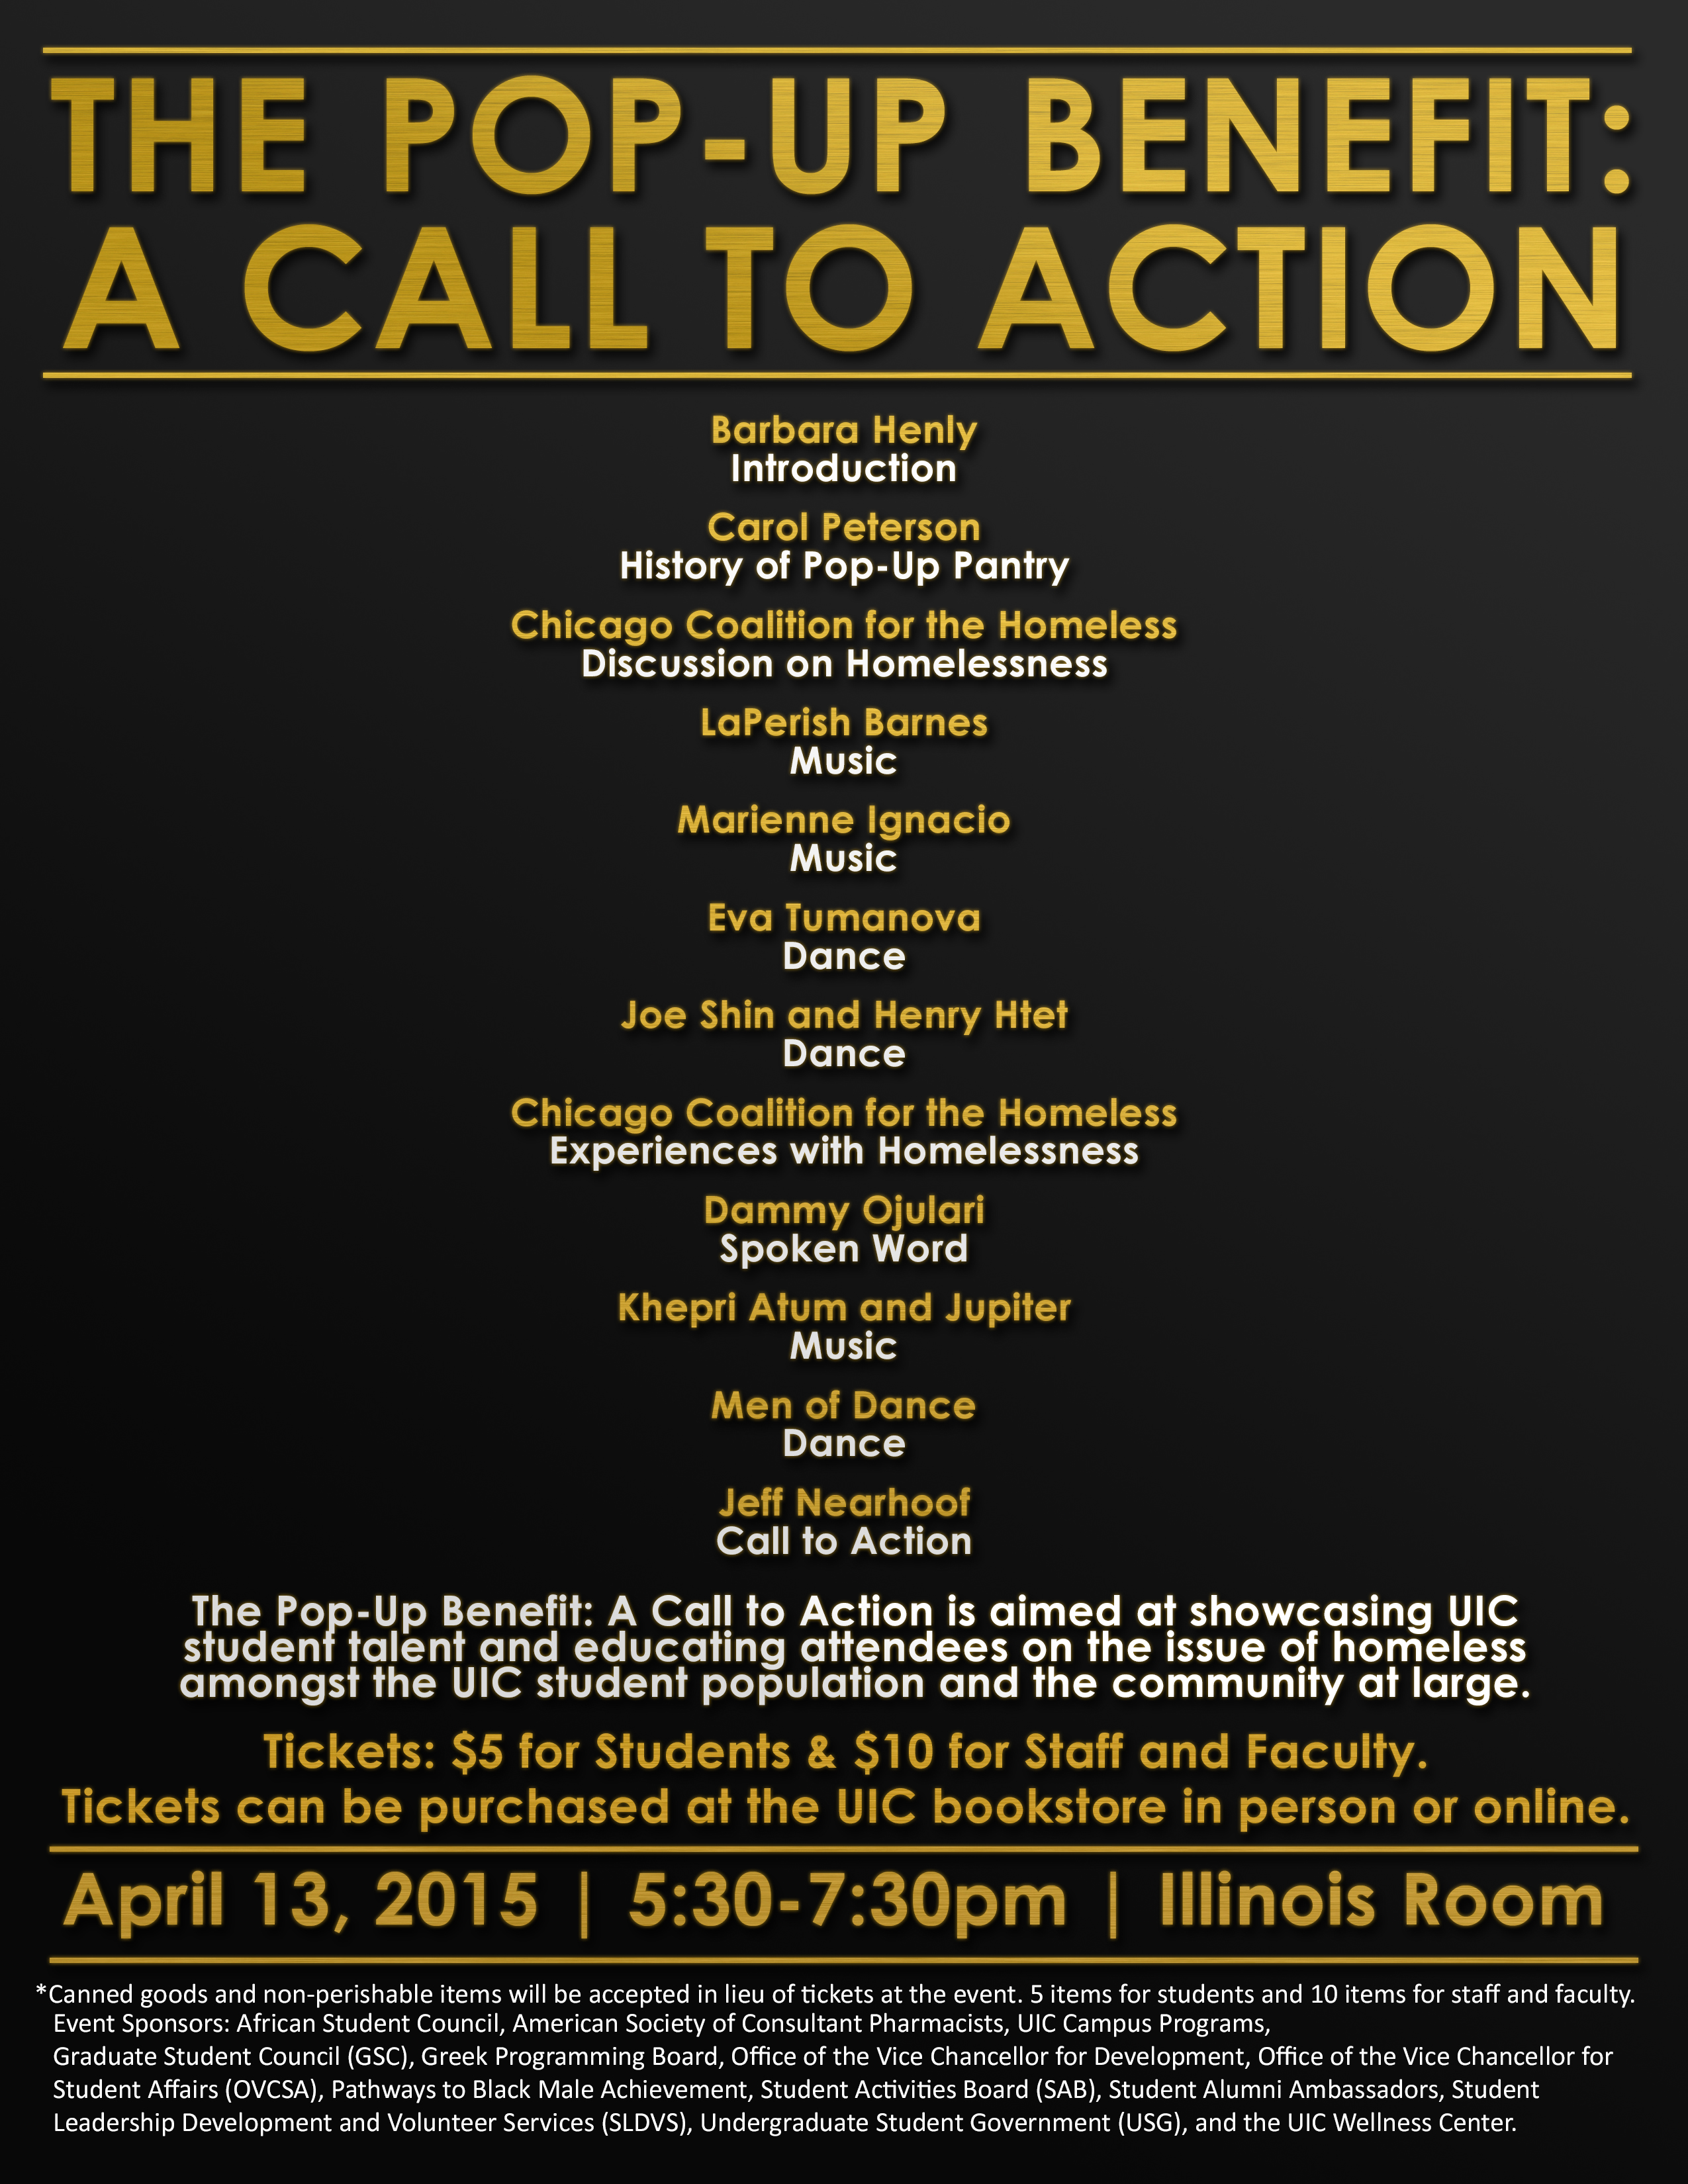 THE POP-UP BENEFIT:
A CALL TO ACTION
Barbara Henly
Introduction
Carol Peterson
History of Pop-Up Pantry
Chicago Coalition for the Homeless
Discussion on Homelessness
LaPerish Barnes
Music
Marienne Ignacio
Music
Eva Tumanova
Dance
Joe Shin and Henry Htet
Dance
Chicago Coalition for the Homeless
Experiences with Homelessness
Dammy Ojulari
Spoken Word
Khepri Atum and Jupiter
Music
Men of Dance
Dance
Jeff Nearhoof
Call to Action
The Pop-Up Benefit: A Call to Action is aimed at showcasing UIC
student talent and educating attendees on the issue of homeless
amongst the UIC student population and the community at large.
Tickets: $5 for Students & $10 for Staff and Faculty.
Tickets can be purchased at the UIC bookstore in person or online.
April 13, 2015 | 5:30-7:30pm | Illinois Room
*Canned goods and non-perishable items will be accepted in lieu of tickets at the event. 5 items for students and 10 items for staff and faculty.
Event Sponsors: African Student Council, American Society of Consultant Pharmacists, UIC Campus Programs,
Graduate Student Council (GSC), Greek Programming Board, Office of the Vice Chancellor for Development, Office of the Vice Chancellor for
Student Affairs (OVCSA), Pathways to Black Male Achievement, Student Activities Board (SAB), Student Alumni Ambassadors, Student
Leadership Development and Volunteer Services (SLDVS), Undergraduate Student Government (USG), and the UIC Wellness Center.